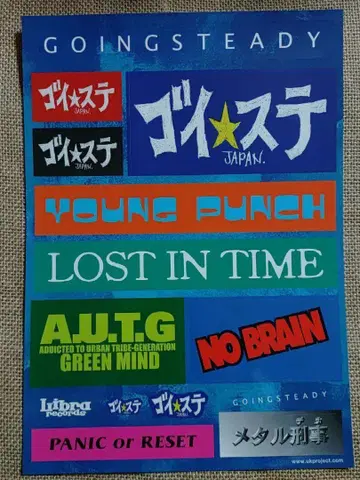 GOINGSTEADY
ゴイ★ステ
JAPAN.
ゴイ★ステ
JAPAN.
ゴイ★ステ
JAPAN.
YOUNG PUNCH
LOST IN TIME
A.U.T.G
ADDICTED TO URBAN TRIBE-GENERATION
GREEN MIND
NO BRAIN
Libra
records
ゴイ★ステ
ゴイ★ステ
GOINGSTEADY
PANIC or RESET
メタル刑事
デカ
www.ukproject.com